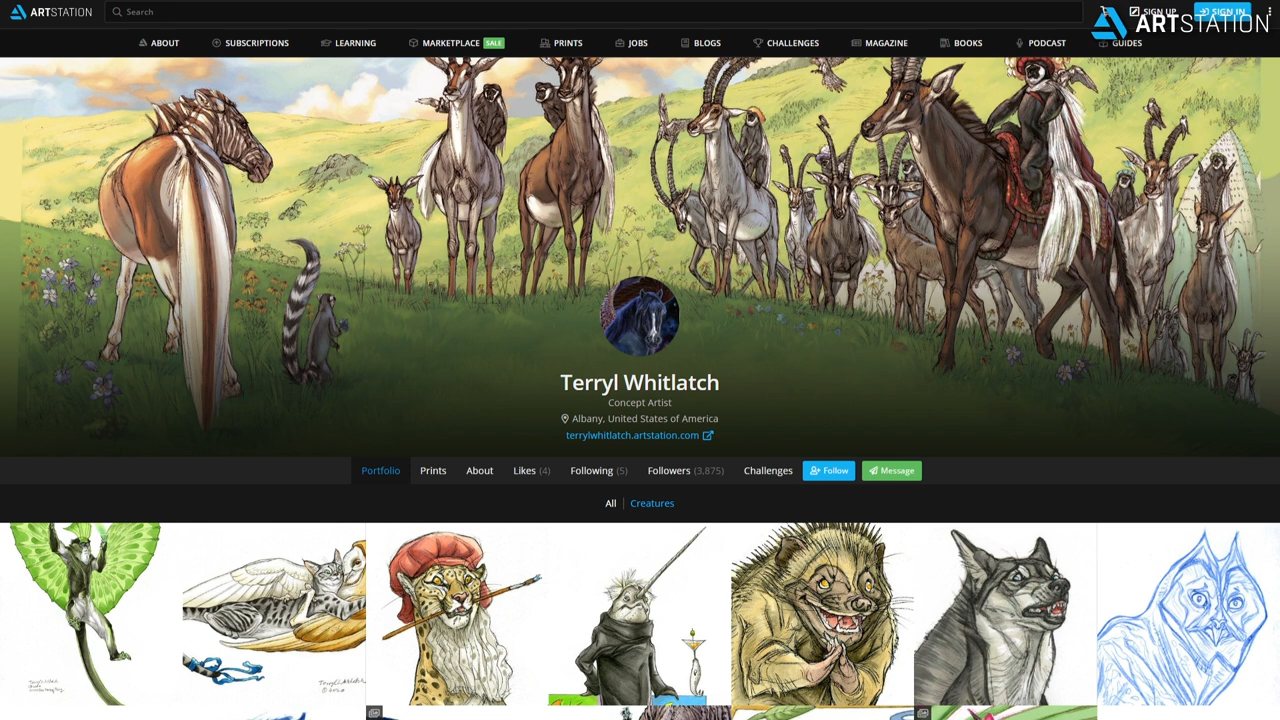 ARTSTATION
Search
SIGN UP
SIGN IN
ARTSTATION
ABOUT
SUBSCRIPTIONS
LEARNING
MARKETPLACE SALE
PRINTS
JOBS
BLOGS
CHALLENGES
MAGAZINE
BOOKS
PODCAST
GUIDES
Terryl Whitlatch
Concept Artist
Albany, United States of America
terrylwhitlatch.artstation.com
Portfolio
Prints
About
Likes (4)
Following (5)
Followers (3,875)
Challenges
Follow
Message
All
Creatures